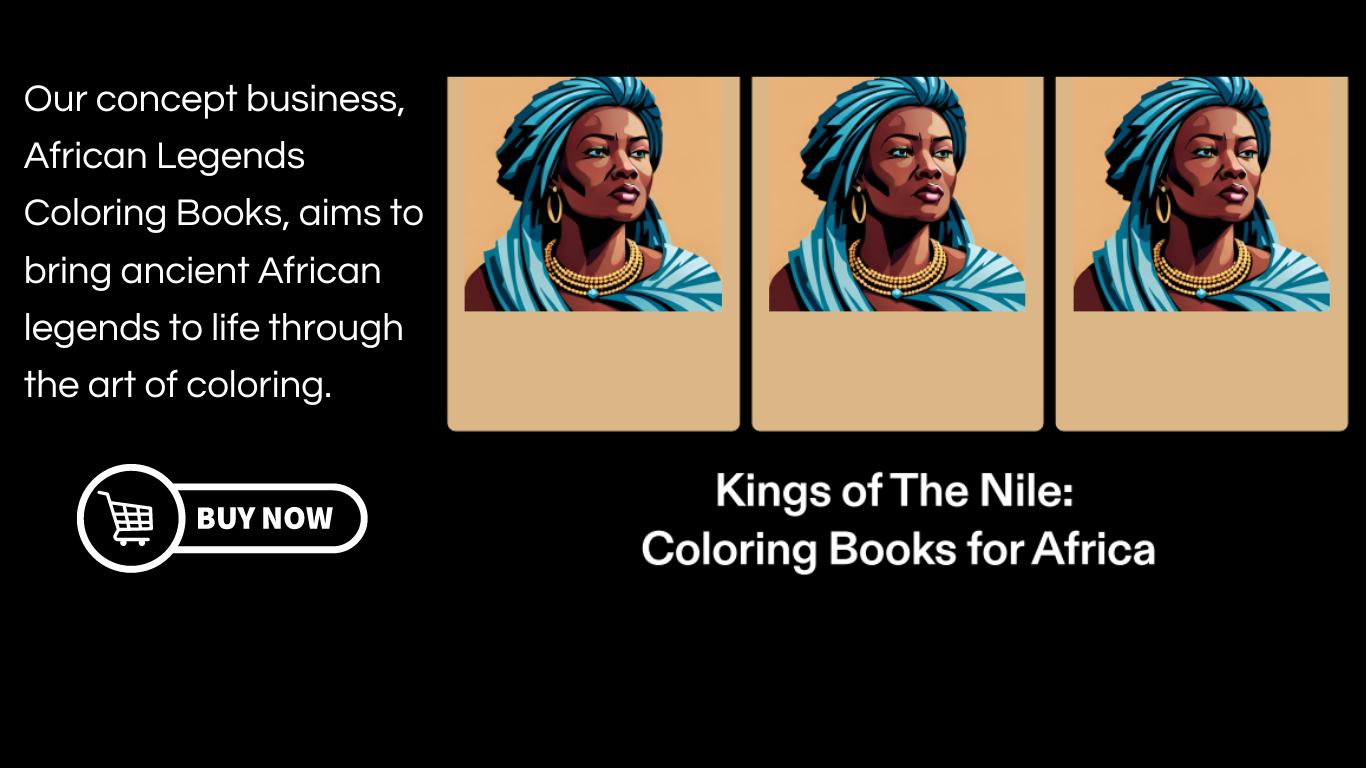 Our concept business,
African Legends
Coloring Books, aims to
bring ancient African
legends to life through
the art of coloring.
BUY NOW
Kings of The Nile:
Coloring Books for Africa